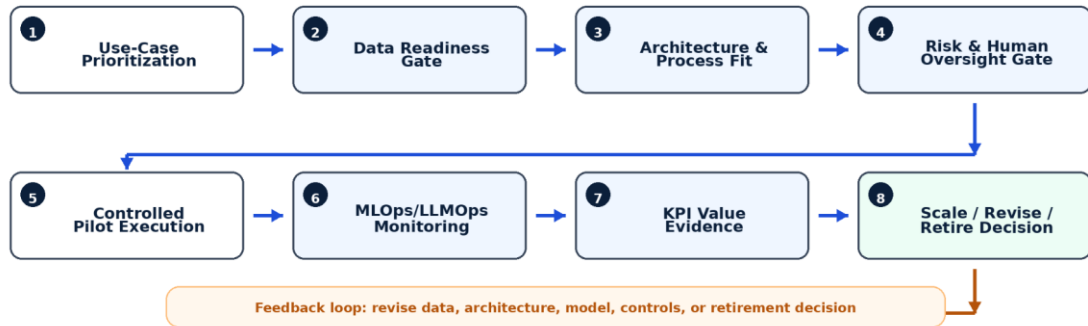 1
Use-Case
Prioritization
2
Data Readiness
Gate
3
Architecture &
Process Fit
4
Risk & Human
Oversight Gate
5
Controlled
Pilot Execution
6
MLOps/LLMOps
Monitoring
7
KPI Value
Evidence
8
Scale / Revise /
Retire Decision
Feedback loop: revise data, architecture, model, controls, or retirement decision